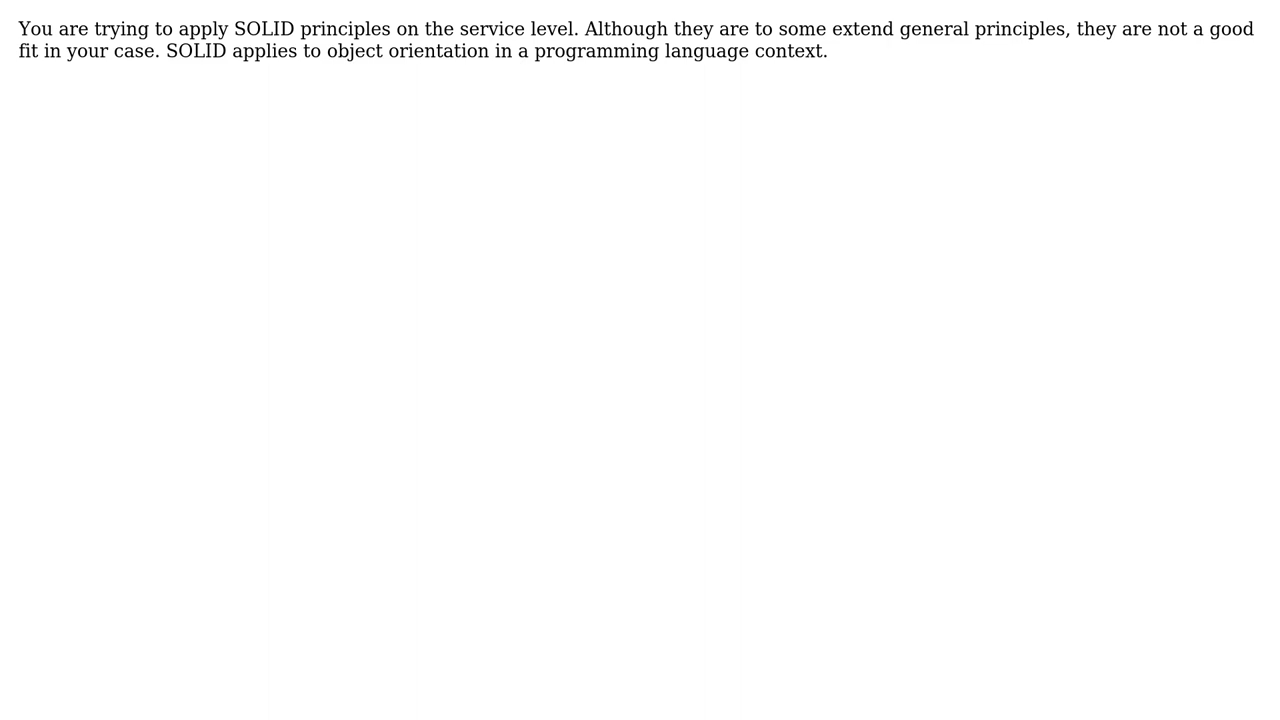 You are trying to apply SOLID principles on the service level. Although they are to some extend general principles, they are not a good
fit in your case. SOLID applies to object orientation in a programming language context.